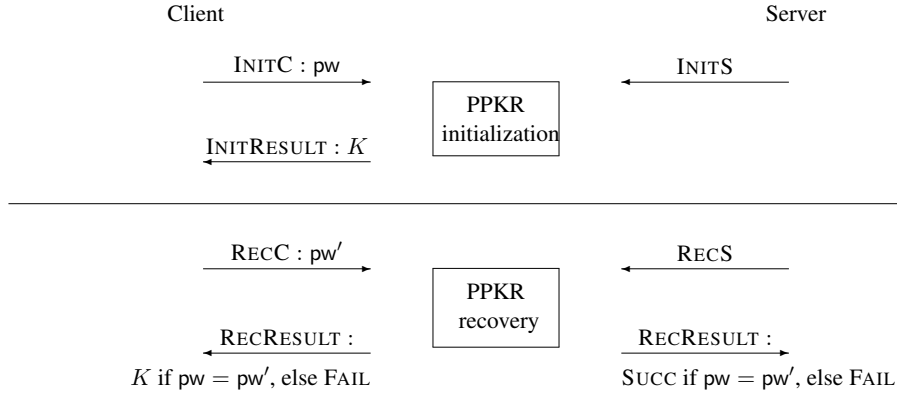 Client Server
INITC : pw INITS
PPKR
initialization
INITRESULT : K
RECC : pw′ RECS
PPKR
recovery
RECRESULT : RECRESULT :
K if pw = pw′, else FAIL SUCC if pw = pw′, else FAIL